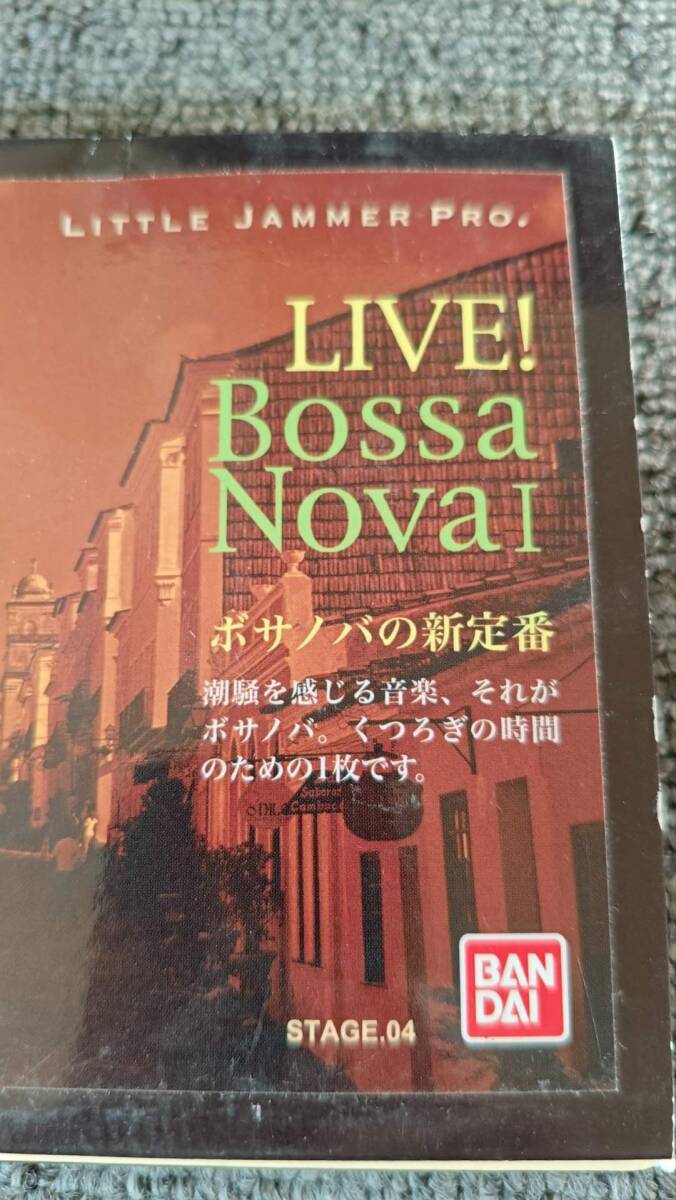 LITTLE JAMMER PRO.
LIVE!
Bossa
Nova I
ボサノバの新定番
潮騒を感じる音楽、それが
ボサノバ。くつろぎの時間
のための1枚です。
STAGE.04
BAN
DAI